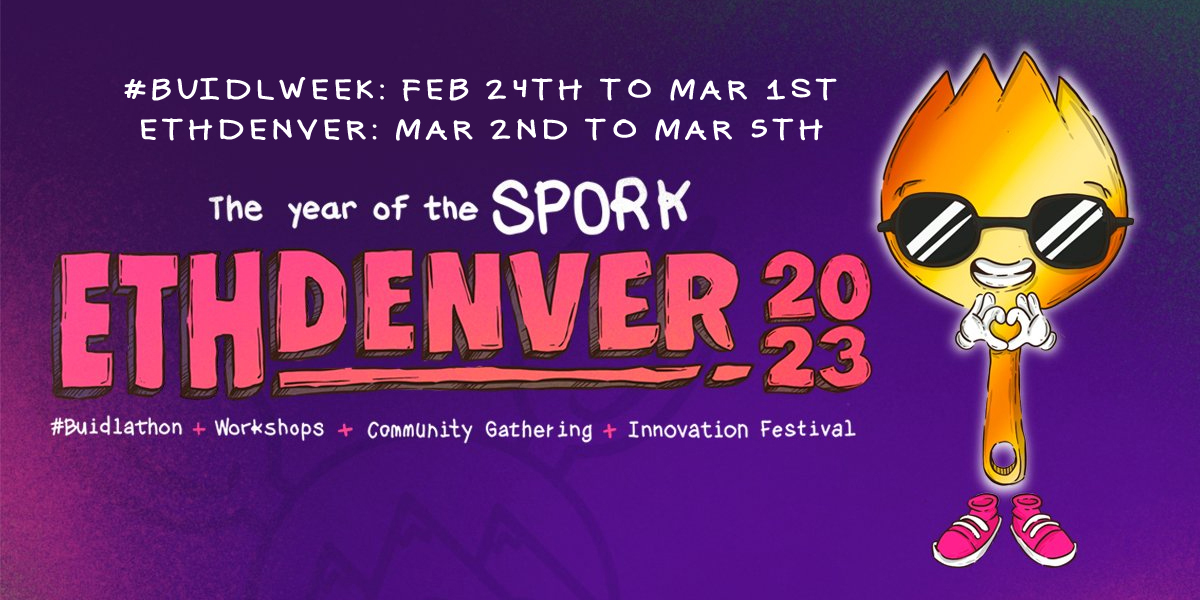 #BUIDLWEEK: FEB 24TH TO MAR 1ST
ETHDENVER: MAR 2ND TO MAR 5TH
The year of the SPORK
ETHDENVER 2023
#Buidlathon + Workshops + Community Gathering + Innovation Festival